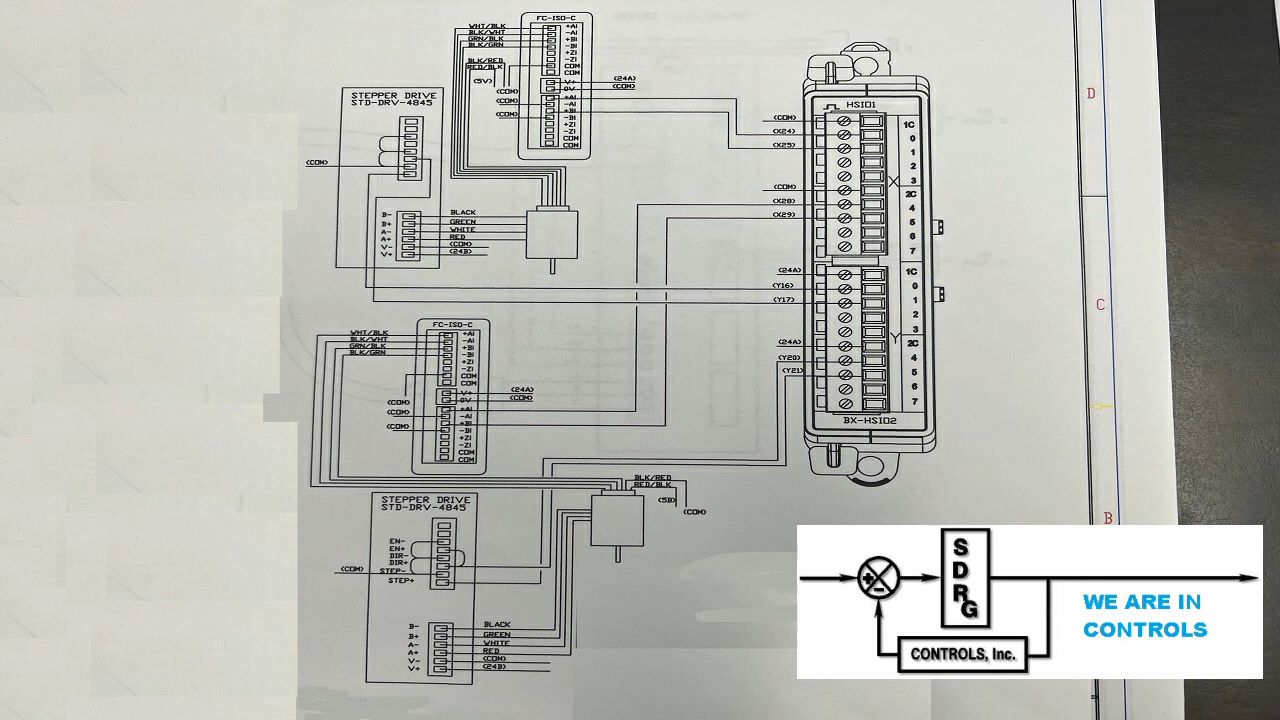 FC-ISO-C
WHT/BLK
BLK/WHT
GRN/BLK
BLK/GRN
BLK/RED
RED/BLK
(5V)
(COM)
(COM)
(COM)
+AI
-AI
+BI
-BI
+ZI
-ZI
COM
COM
V+
0V
+AI
-AI
+BI
-BI
+ZI
-ZI
COM
COM
(24A)
(COM)
STEPPER DRIVE
STD-DRV-4845
(COM)
B-
B+
A-
A+
V-
V+
BLACK
GREEN
WHITE
RED
(COM)
(24B)
HSIO1
(COM)
(X24)
(X25)
(COM)
(X28)
(X29)
(24A)
(Y16)
(Y17)
(24A)
(Y20)
(Y21)
1C
0
1
2
3
2C
4
5
6
7
X
1C
0
1
2
3
2C
4
5
6
7
Y
BX-HSIO2
FC-ISO-C
WHT/BLK
BLK/WHT
GRN/BLK
BLK/GRN
(COM)
(COM)
(COM)
+AI
-AI
+BI
-BI
+ZI
-ZI
COM
COM
V+
0V
+AI
-AI
+BI
-BI
+ZI
-ZI
COM
COM
(24A)
(COM)
BLK/RED
RED/BLK
(5B)
(COM)
STEPPER DRIVE
STD-DRV-4845
EN-
EN+
DIR-
DIR+
(COM) STEP-
STEP+
B-
B+
A-
A+
V-
V+
BLACK
GREEN
WHITE
RED
(COM)
(24B)
D
C
B
SDRG
+
-
CONTROLS, Inc.
WE ARE IN
CONTROLS